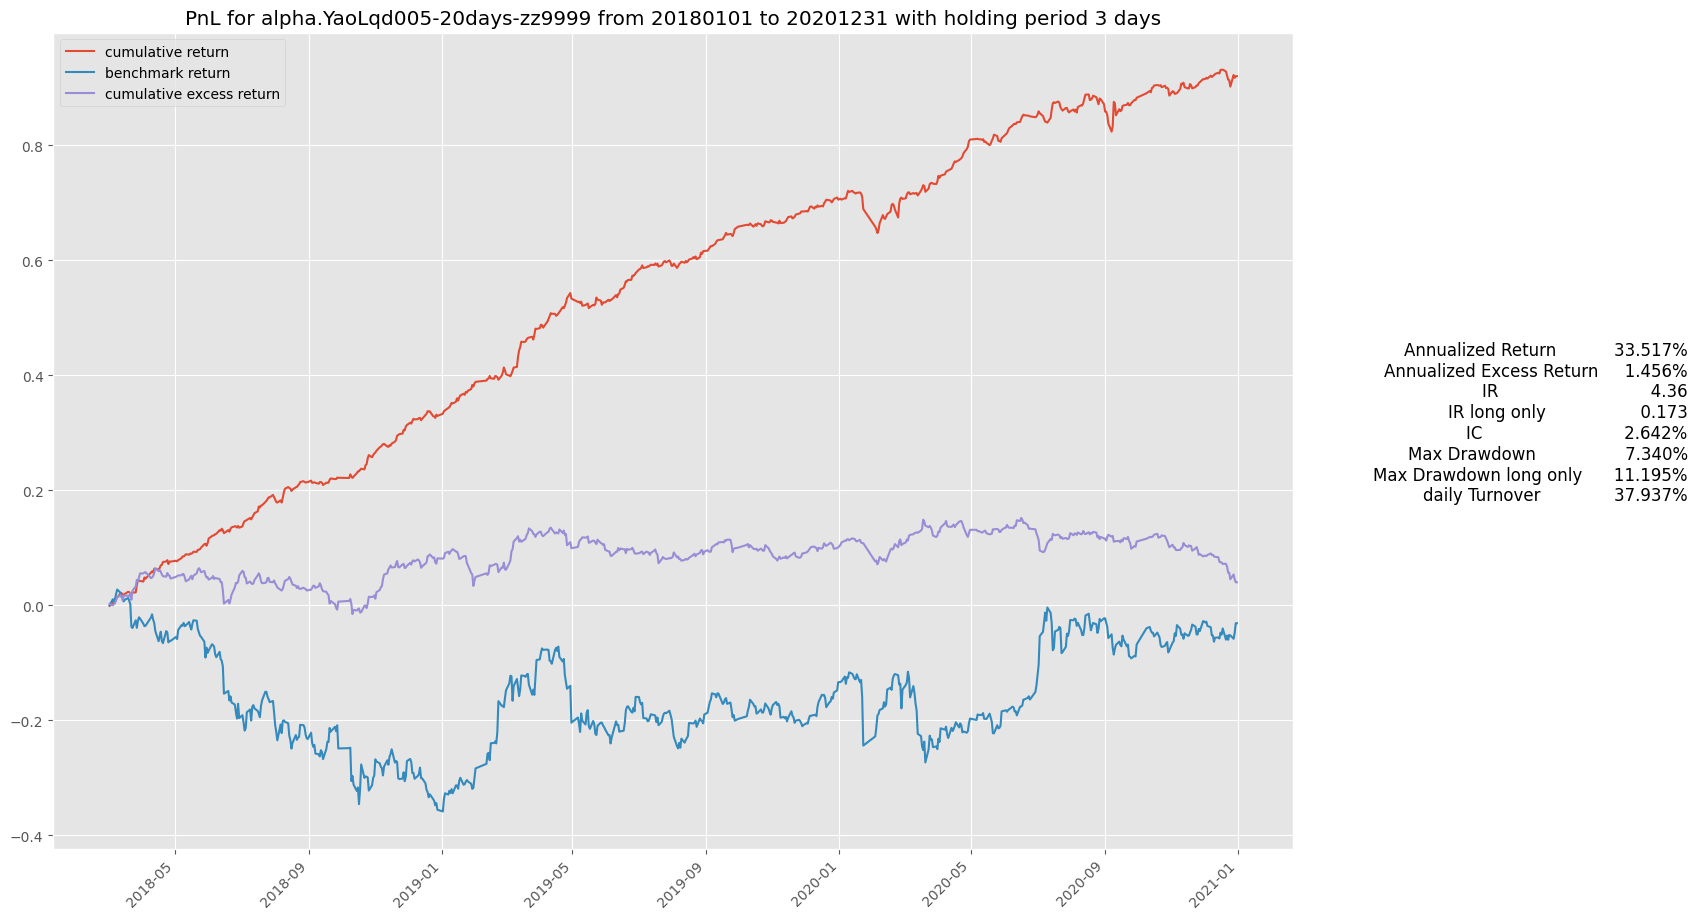 PnL for alpha.YaoLqd005-20days-zz9999 from 20180101 to 20201231 with holding period 3 days
cumulative return
benchmark return
cumulative excess return
0.8
0.6
0.4
0.2
0.0
−0.2
−0.4
2018-05
2018-09
2019-01
2019-05
2019-09
2020-01
2020-05
2020-09
2021-01
Annualized Return 33.517%
Annualized Excess Return 1.456%
IR 4.36
IR long only 0.173
IC 2.642%
Max Drawdown 7.340%
Max Drawdown long only 11.195%
daily Turnover 37.937%